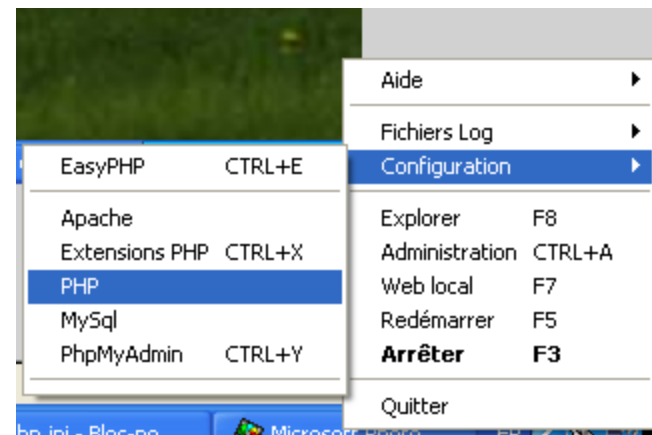 Aide
Fichiers Log
Configuration
Explorer F8
Administration CTRL+A
Web local F7
Redémarrer F5
Arrêter F3
Quitter
EasyPHP CTRL+E
Apache
Extensions PHP CTRL+X
PHP
MySql
PhpMyAdmin CTRL+Y